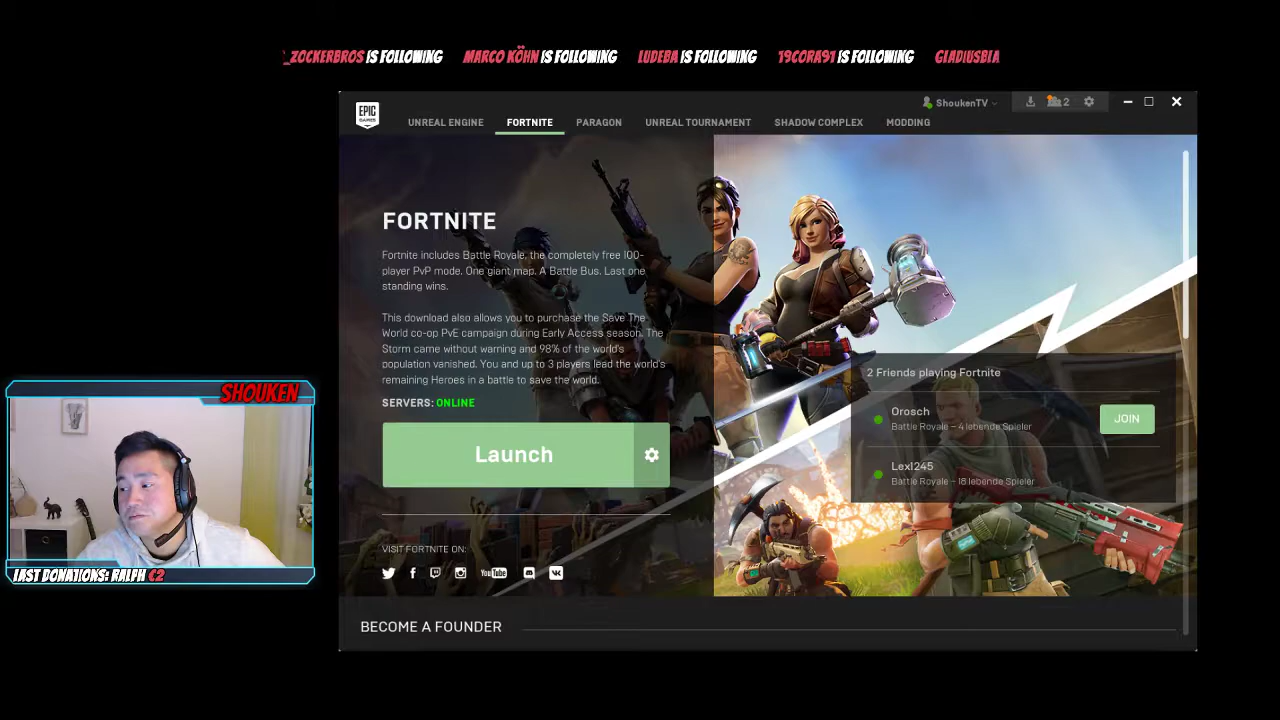 _ZOCKERBROS IS FOLLOWING MARCO KÖHN IS FOLLOWING LUDEBA IS FOLLOWING 19CORA91 IS FOLLOWING GLADIUSBLA
ShoukenTV
2
EPIC
GAMES
UNREAL ENGINE FORTNITE PARAGON UNREAL TOURNAMENT SHADOW COMPLEX MODDING
FORTNITE
Fortnite includes Battle Royale, the completely free 100-
player PvP mode. One giant map. A Battle Bus. Last one
standing wins.
This download also allows you to purchase the Save The
World co-op PvE campaign during Early Access season. The
Storm came without warning and 98% of the world's
population vanished. You and up to 3 players lead the world's
remaining Heroes in a battle to save the world.
SERVERS: ONLINE
Launch
VISIT FORTNITE ON:
YouTube
BECOME A FOUNDER
2 Friends playing Fortnite
Orosch
Battle Royale – 4 lebende Spieler
JOIN
Lex1245
Battle Royale – 18 lebende Spieler
SHOUKEN
LAST DONATIONS: RALPH €2